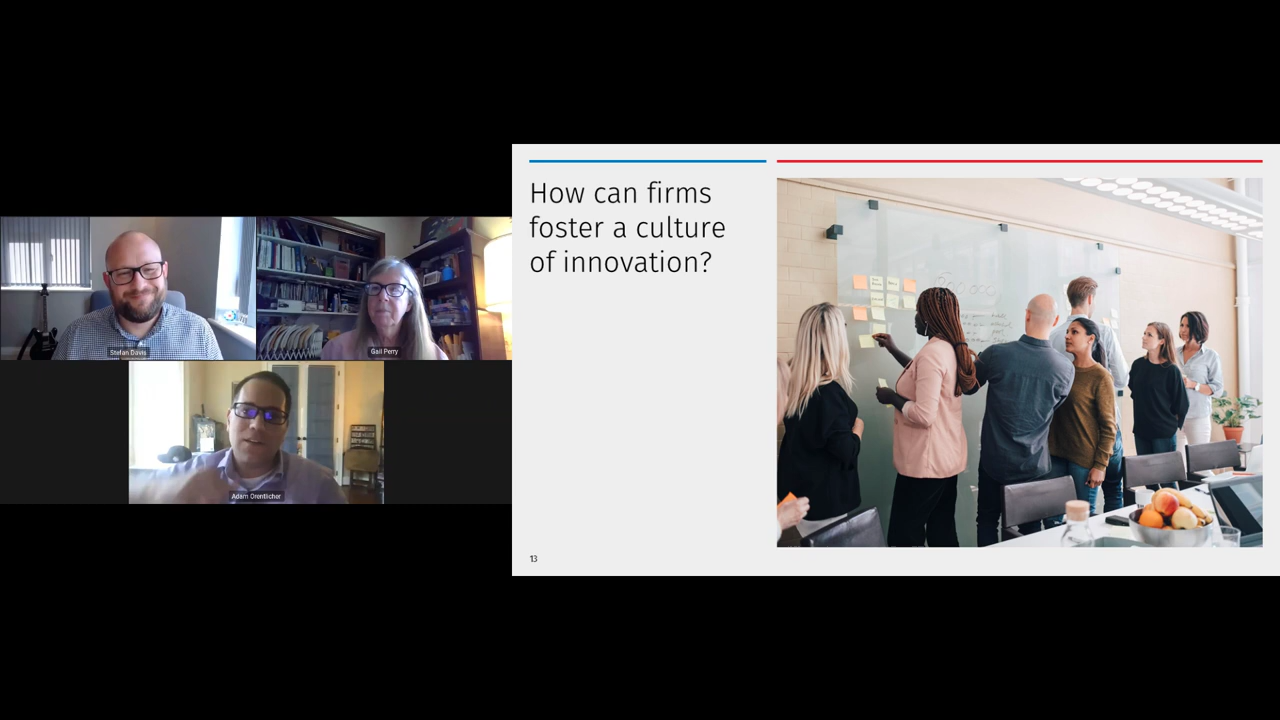 How can firms
foster a culture
of innovation?
Stefan Davis
Gail Perry
Adam Orentlicher
13